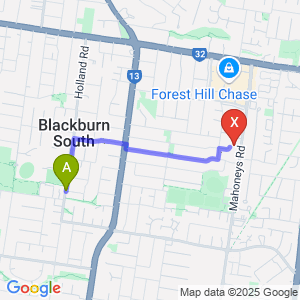 Holland Rd
32
13
Forest Hill Chase
X
Blackburn
South
A
Mahoneys Rd
Google
Map data ©2025 Google